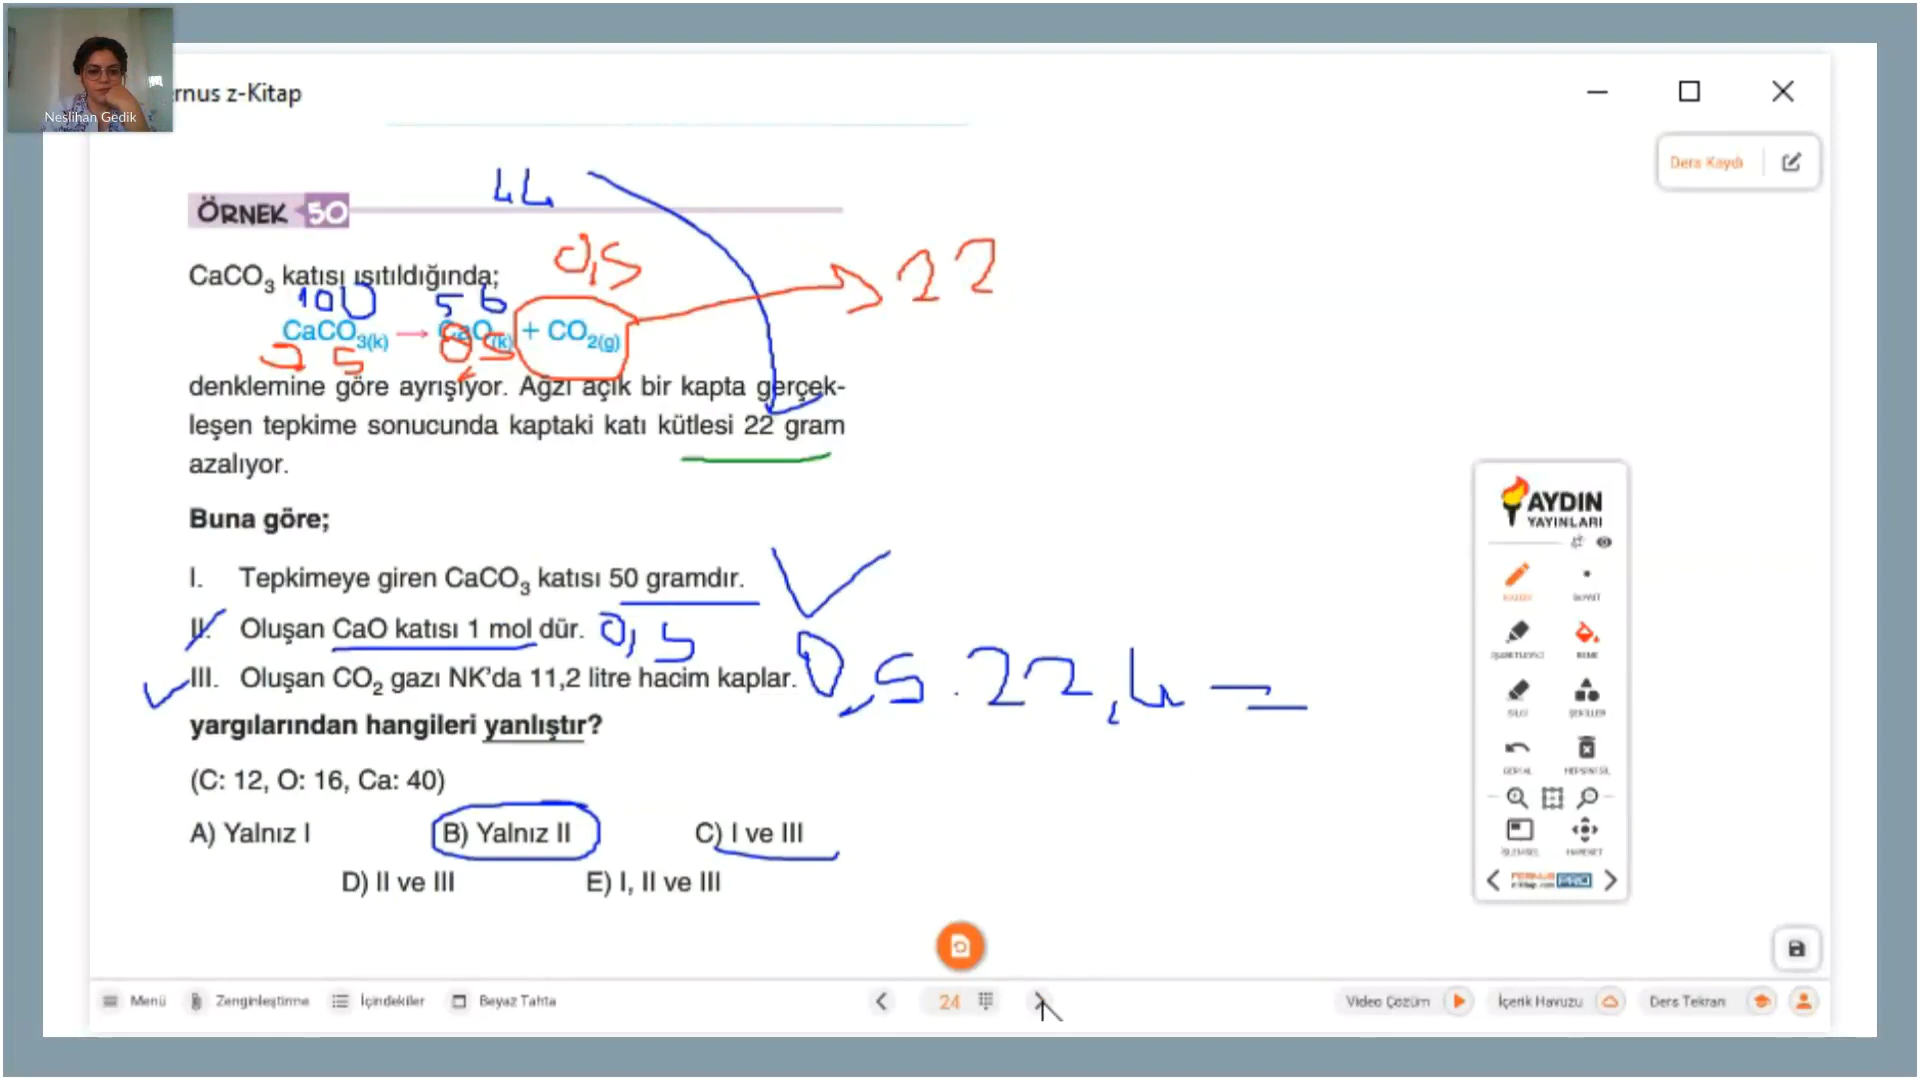 Neslihan Gedik
ernus z-Kitap
Ders Kaydı
44
ÖRNEK 50
0,5
22
CaCO3 katısı ısıtıldığında;
100 56
CaCO3(k) → CaO(k) + CO2(g)
0,5
denklemine göre ayrışıyor. Ağzı açık bir kapta gerçek-
leşen tepkime sonucunda kaptaki katı kütlesi 22 gram
azalıyor.
Buna göre;
I. Tepkimeye giren CaCO3 katısı 50 gramdır.
II. Oluşan CaO katısı 1 mol dür. 0,5
III. Oluşan CO2 gazı NK'da 11,2 litre hacim kaplar. 0,5 . 22,4 =
yargılarından hangileri yanlıştır?
(C: 12, O: 16, Ca: 40)
A) Yalnız I B) Yalnız II C) I ve III
D) II ve III E) I, II ve III
AYDIN
YAYINLARI
PRO
Menü Zenginleştirme İçindekiler Beyaz Tahta 24 Video Çözüm İçerik Havuzu Ders Tekrarı